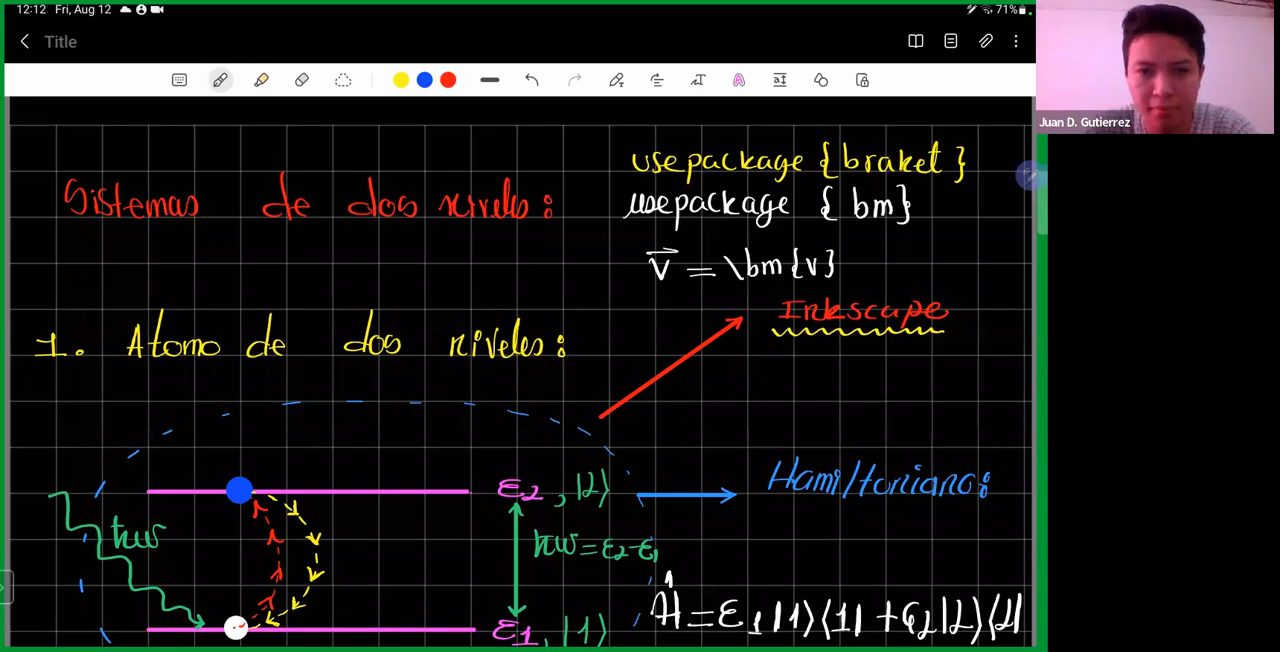 12:12 Fri, Aug 12
71%
Title
Juan D. Gutierrez
usepackage {braket}
Sistemas de dos niveles:
usepackage {bm}
v⃗ = \bm{v}
Inkscape
1. Atomo de dos niveles:
ε2, |2⟩
Hamiltoniano:
ħω
ħω = ε2-ε1
Ĥ = ε1|1⟩⟨1| + ε2|2⟩⟨2|
ε1, |1⟩